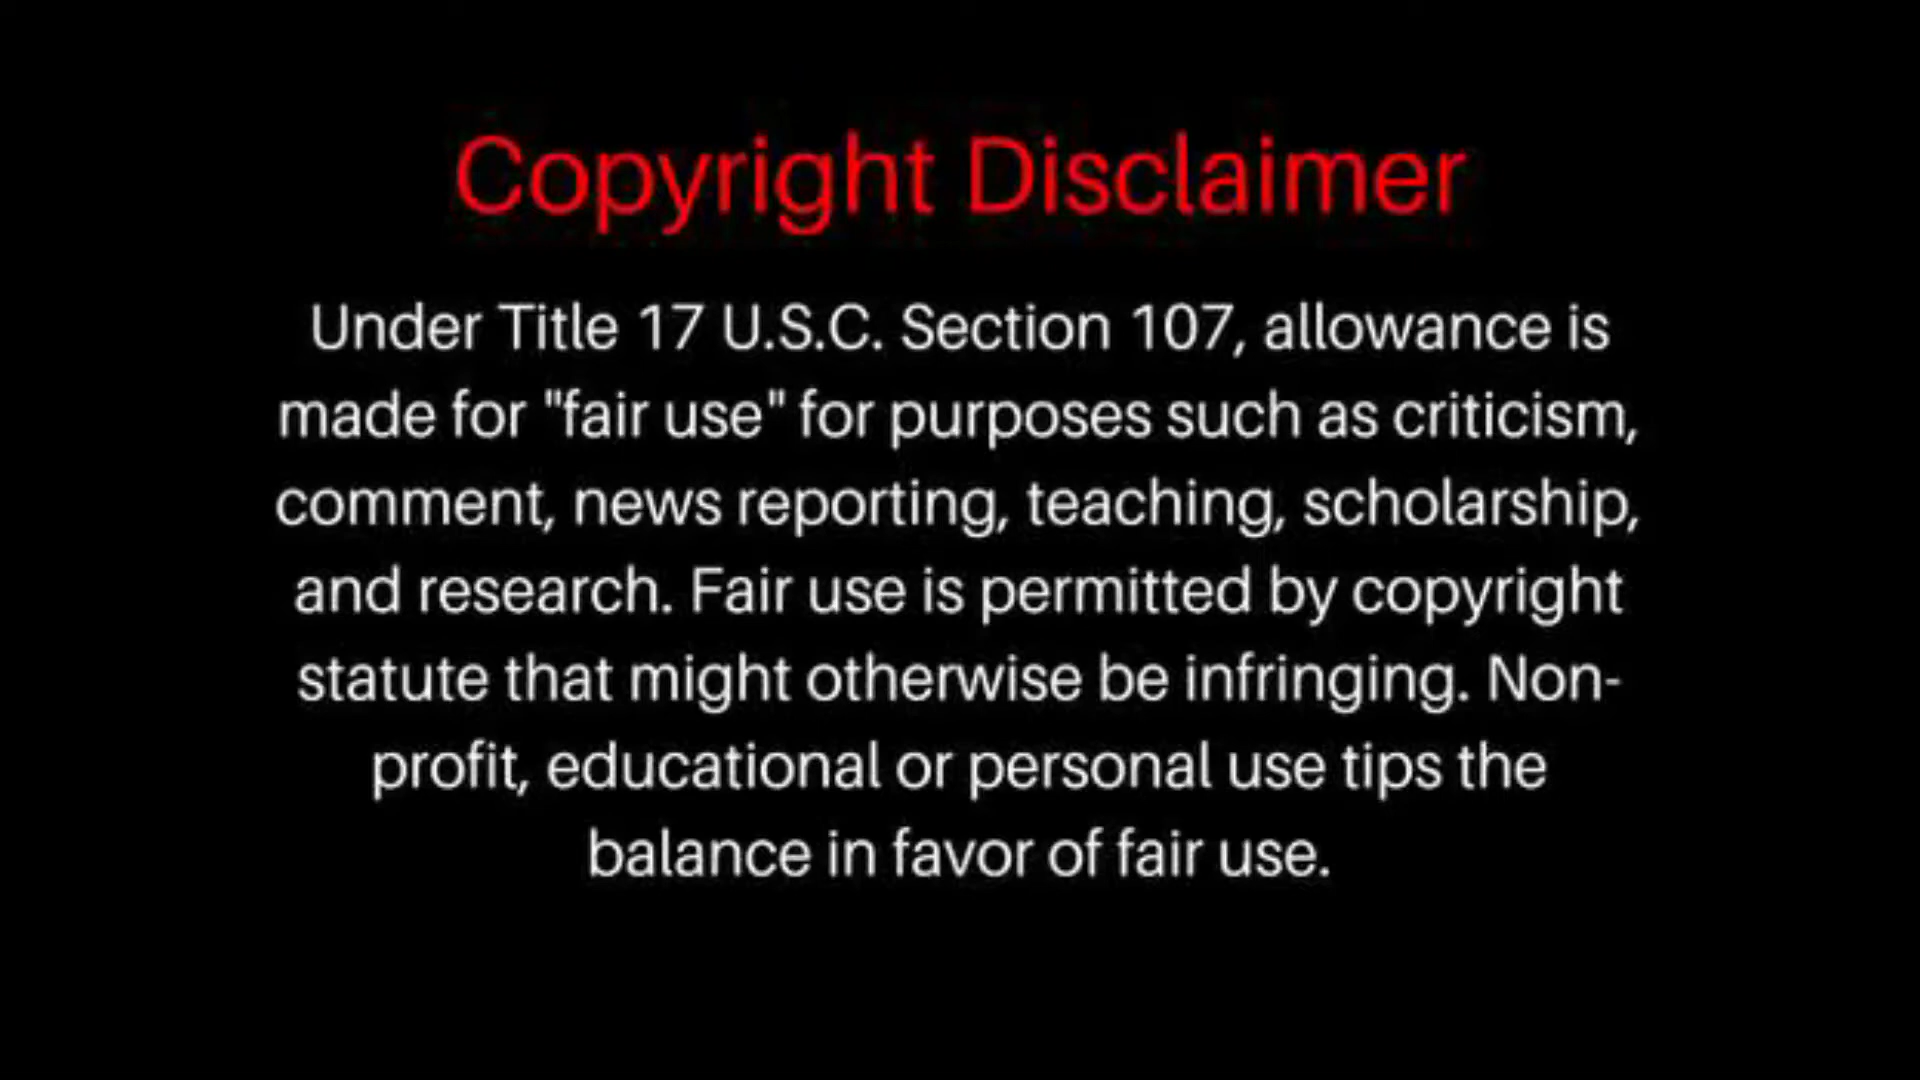 Copyright Disclaimer
Under Title 17 U.S.C. Section 107, allowance is
made for "fair use" for purposes such as criticism,
comment, news reporting, teaching, scholarship,
and research. Fair use is permitted by copyright
statute that might otherwise be infringing. Non-
profit, educational or personal use tips the
balance in favor of fair use.